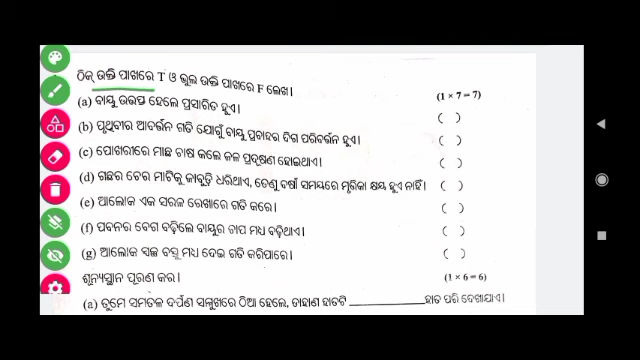 ଠିକ୍ ଉକ୍ତି ପାଖରେ T ଓ ଭୁଲ ଉକ୍ତି ପାଖରେ F ଲେଖ। (1 × 7 = 7)
(a) ବାୟୁ ଉତ୍ତପ୍ତ ହେଲେ ପ୍ରସାରିତ ହୁଏ। ( )
(b) ପୃଥିବୀର ଆବର୍ତ୍ତନ ଗତି ଯୋଗୁଁ ବାୟୁ ପ୍ରବାହର ଦିଗ ପରିବର୍ତ୍ତନ ହୁଏ। ( )
(c) ପୋଖରୀରେ ମାଛ ଚାଷ କଲେ ଜଳ ପ୍ରଦୂଷଣ ହୋଇଥାଏ। ( )
(d) ଗଛର ଚେର ମାଟିକୁ ଜାବୁଡ଼ି ଧରିଥାଏ, ତେଣୁ ବର୍ଷା ସମୟରେ ମୃତ୍ତିକା କ୍ଷୟ ହୁଏ ନାହିଁ। ( )
(e) ଆଲୋକ ଏକ ସରଳ ରେଖାରେ ଗତି କରେ। ( )
(f) ପବନର ବେଗ ବଢ଼ିଲେ ବାୟୁର ଚାପ ମଧ୍ୟ ବଢ଼ିଥାଏ। ( )
(g) ଆଲୋକ ସ୍ୱଚ୍ଛ ବସ୍ତୁ ମଧ୍ୟ ଦେଇ ଗତି କରିପାରେ। ( )
ଶୂନ୍ୟସ୍ଥାନ ପୂରଣ କର। (1 × 6 = 6)
(a) ତୁମେ ସମତଳ ଦର୍ପଣ ସମ୍ମୁଖରେ ଠିଆ ହେଲେ, ଡାହାଣ ହାତଟି ____________ ହାତ ପରି ଦେଖାଯାଏ।